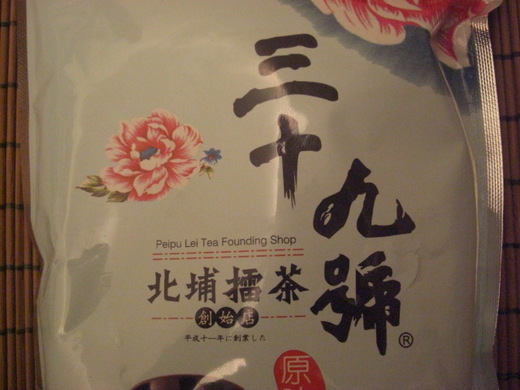 三十九號®
Peipu Lei Tea Founding Shop
北埔擂茶
創始店
平成十一年に創業した
原